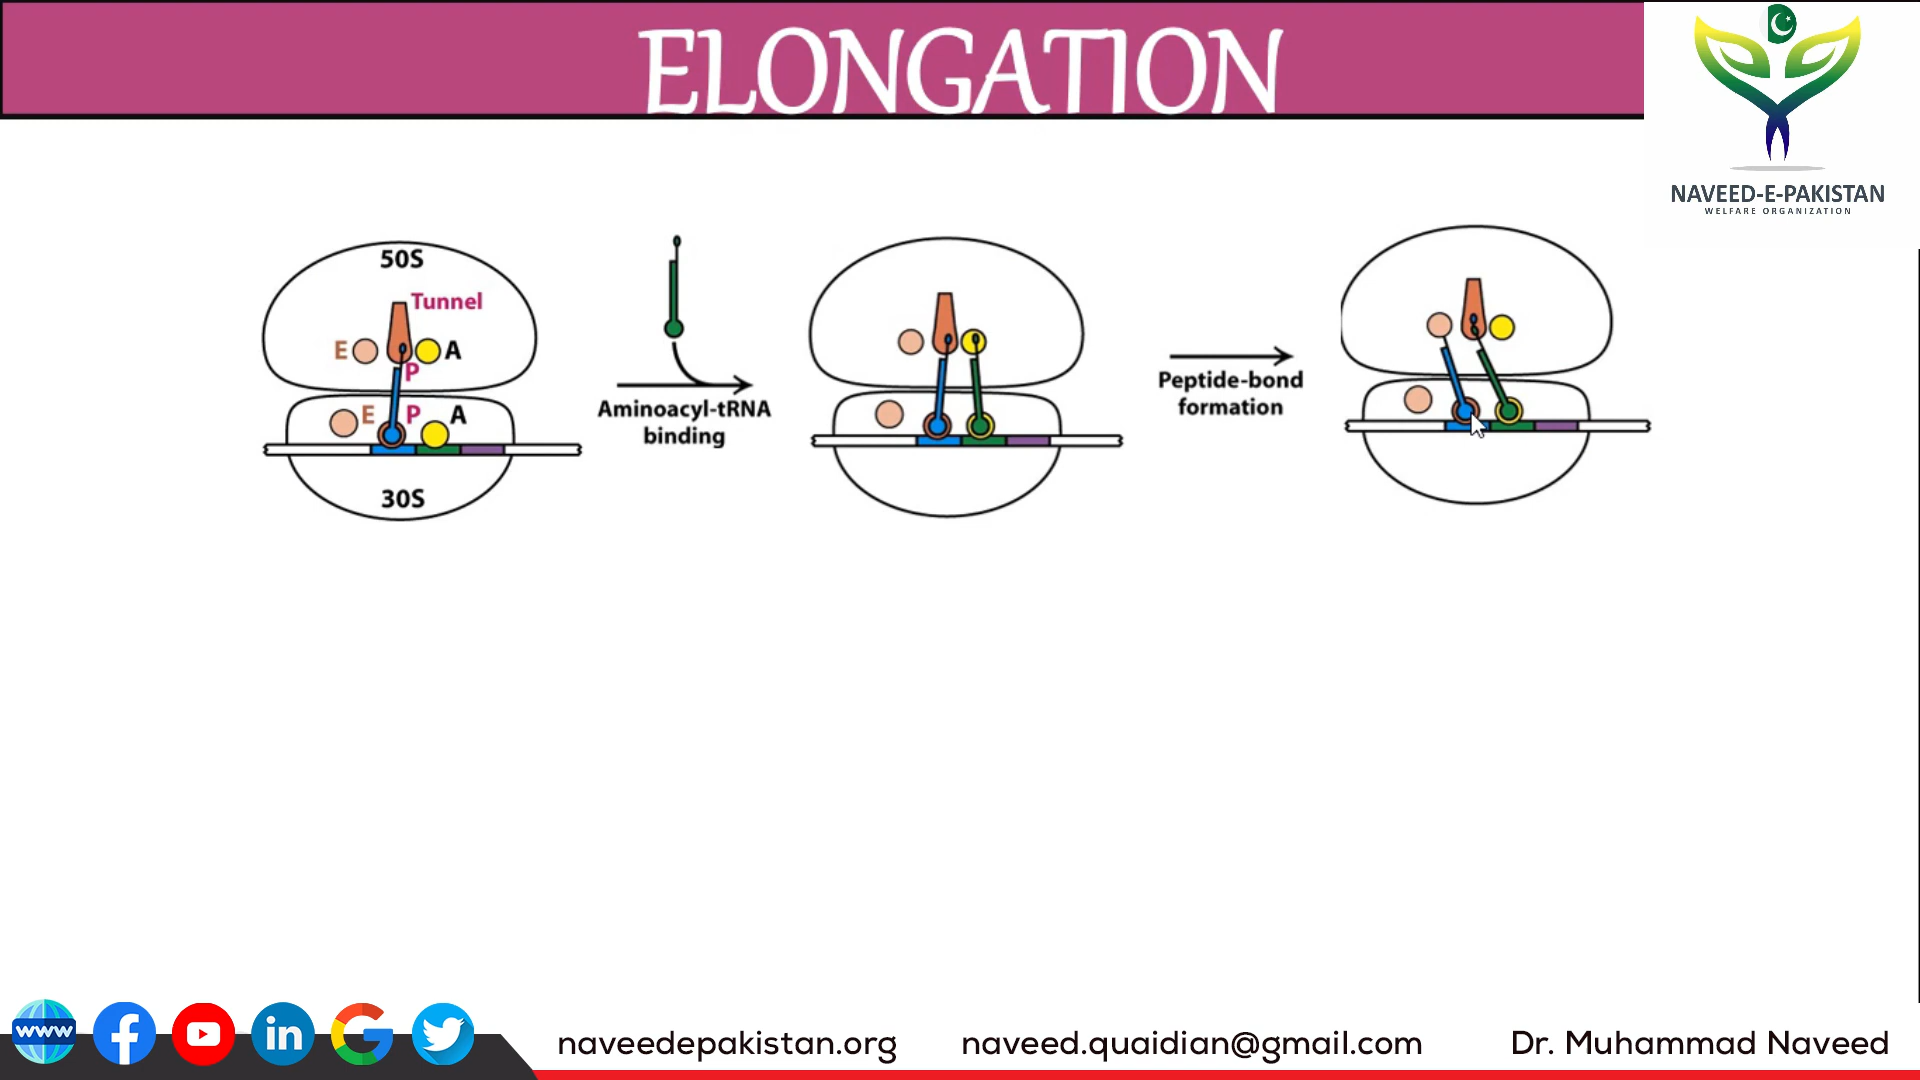 ELONGATION
NAVEED-E-PAKISTAN
WELFARE ORGANIZATION
50S
Tunnel
E
A
P
E
P
A
30S
Aminoacyl-tRNA
binding
Peptide-bond
formation
www
f
in
G
naveedepakistan.org
naveed.quaidian@gmail.com
Dr. Muhammad Naveed